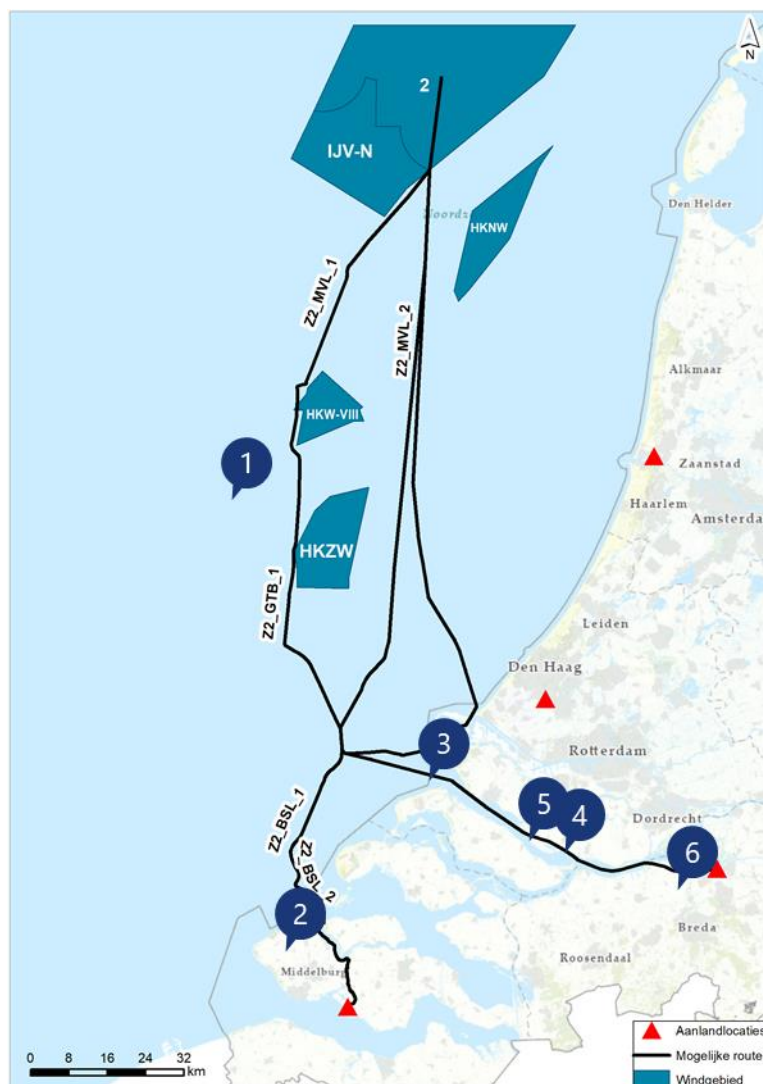 N
2
IJV-N
Noordz
HKNW
Den Helder
Z2_MVL_1
Z2_MVL_2
Alkmaar
HKW-VIII
1
Zaanstad
Haarlem
Amsterda
HKZW
Z2_GTB_1
Leiden
Den Haag
3
Rotterdam
Z2_BSL_1
5
4
Dordrecht
Z2_BSL_2
6
2
Breda
Middelburg
Roosendaal
0 8 16 24 32
km
Aanlandlocaties
Mogelijke route
Windgebied